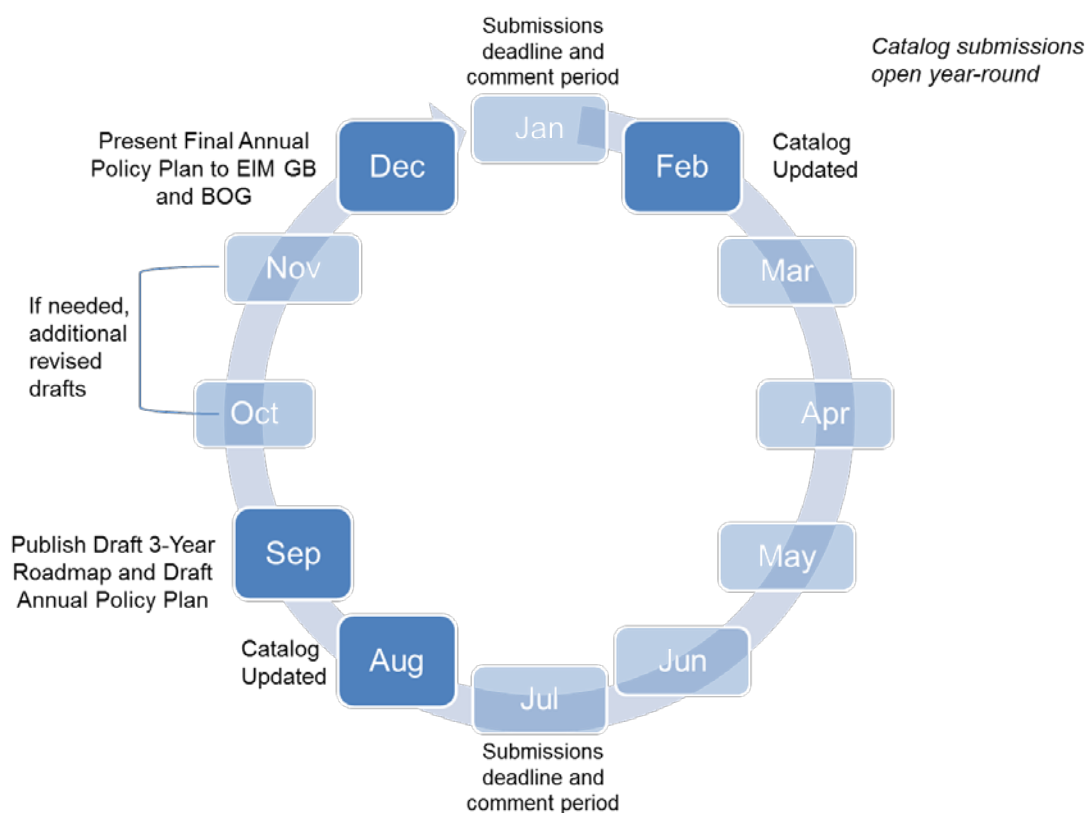 Submissions
deadline and
comment period
Catalog submissions
open year-round
Jan
Feb
Catalog
Updated
Mar
Apr
May
Jun
Jul
Submissions
deadline and
comment period
Aug
Catalog
Updated
Sep
Publish Draft 3-Year
Roadmap and Draft
Annual Policy Plan
Oct
If needed,
additional
revised
drafts
Nov
Dec
Present Final Annual
Policy Plan to EIM GB
and BOG